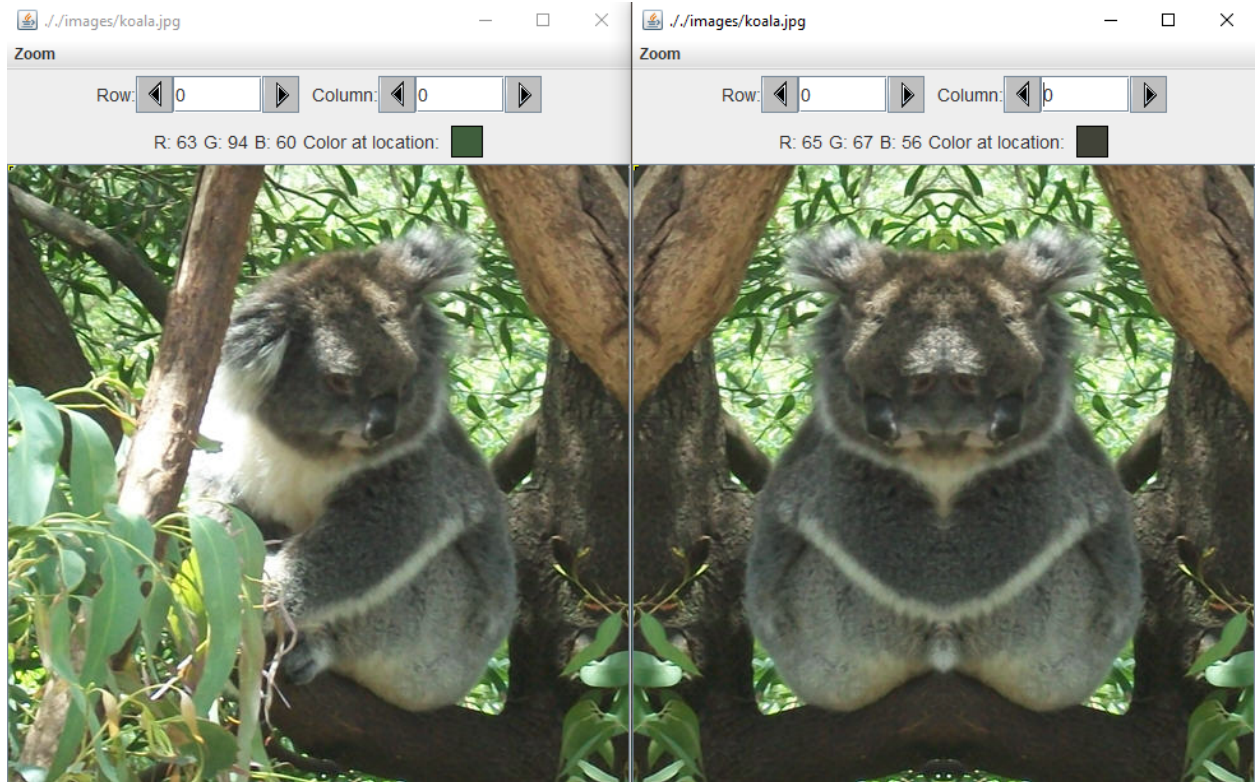 ././images/koala.jpg
Zoom
Row: 0 Column: 0
R: 63 G: 94 B: 60 Color at location:
././images/koala.jpg
Zoom
Row: 0 Column: 0
R: 65 G: 67 B: 56 Color at location: